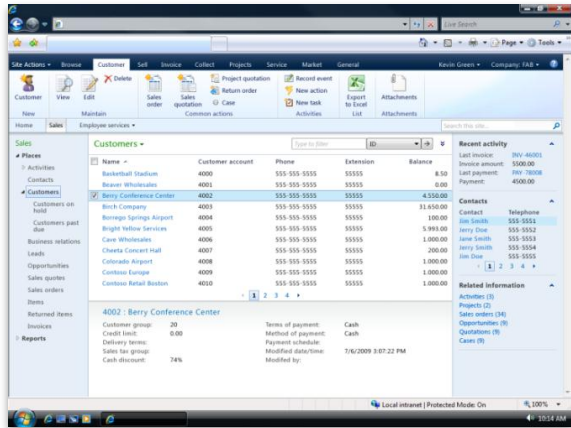 Live Search
Page
Tools
Site Actions Browse Customer Sell Invoice Collect Projects Service Market General Kevin Green Company: FAB
Customer
View
Edit
Delete
Sales order
Sales quotation
Project quotation
Return order
Case
Record event
New action
New task
Export to Excel
Attachments
New Maintain Common actions Activities List Attachments
Home Sales Employee services
Search this site...
Sales
Places
Activities
Contacts
Customers
Customers on hold
Customers past due
Business relations
Leads
Opportunities
Sales quotes
Sales orders
Items
Returned items
Invoices
Reports
Customers
Type to filter
ID
Name Customer account Phone Extension Balance
Basketball Stadium 4000 555-555-5555 55555 8.50
Beaver Wholesales 4001 555-555-5555 55555 0.00
Berry Conference Center 4002 555-555-5555 55555 4.550.00
Birch Company 4003 555-555-5555 55555 31.650.00
Borrego Springs Airport 4004 555-555-5555 55555 100.00
Bright Yellow Services 4005 555-555-5555 55555 5.993.00
Cave Wholesales 4006 555-555-5555 55555 1.000.00
Cheeta Concert Hall 4007 555-555-5555 55555 200.00
Colorado Airport 4008 555-555-5555 55555 1.000.00
Contoso Europe 4009 555-555-5555 55555 1.000.00
Contoso Retail Boston 4010 555-555-5555 55555 1.000.00
1 2 3 4
4002 : Berry Conference Center
Customer group: 20
Credit limit: 0.00
Delivery terms:
Sales tax group:
Cash discount: 74%
Terms of payment: Cash
Method of payment: Cash
Payment schedule:
Modified date/time: 7/6/2009 3:07:22 PM
Modified by:
Recent activity
Last invoice: INV-46001
Invoice amount: 5500.00
Last payment: PAY 78008
Payment: 4500.00
Contacts
Contact Telephone
Jim Smith 555-5551
Jerry Doe 555-5552
Jane Smith 555-5553
Jerry Smith 555-5554
Jim Doe 555-5555
1 2 3 4
Related information
Activities (3)
Projects (2)
Sales orders (34)
Opportunities (9)
Quotations (9)
Cases (9)
Local intranet | Protected Mode: On 100%
10:14 AM